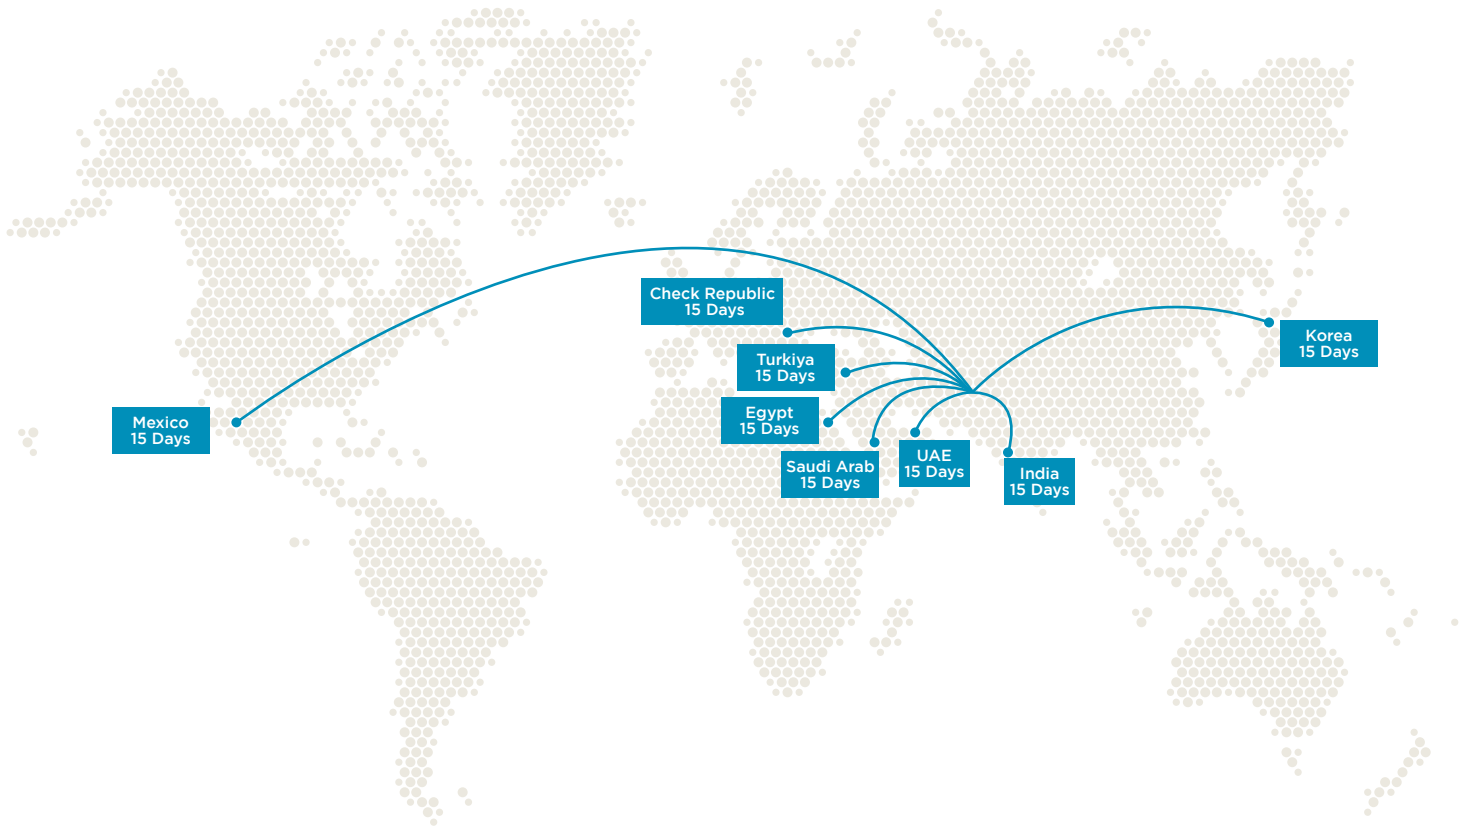 Check Republic
15 Days
Korea
15 Days
Turkiya
15 Days
Egypt
15 Days
Mexico
15 Days
UAE
15 Days
Saudi Arab
15 Days
India
15 Days